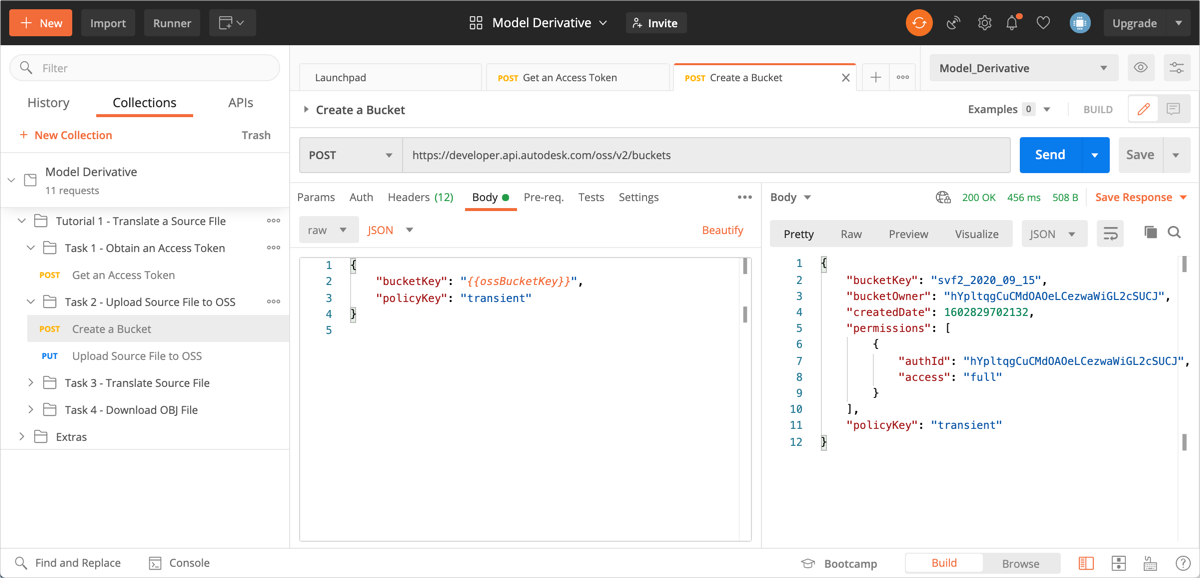 + New
Import
Runner
Model Derivative
Invite
Upgrade
Filter
History
Collections
APIs
+ New Collection
Trash
Model Derivative
11 requests
Tutorial 1 - Translate a Source FIle
Task 1 - Obtain an Access Token
POST Get an Access Token
Task 2 - Upload Source File to OSS
POST Create a Bucket
PUT Upload Source File to OSS
Task 3 - Translate Source File
Task 4 - Download OBJ File
Extras
Launchpad
POST Get an Access Token
POST Create a Bucket
Model_Derivative
Create a Bucket
Examples 0
BUILD
POST
https://developer.api.autodesk.com/oss/v2/buckets
Send
Save
Params
Auth
Headers (12)
Body
Pre-req.
Tests
Settings
raw
JSON
Beautify
1 {
2 "bucketKey": "{{ossBucketKey}}",
3 "policyKey": "transient"
4 }
5
Body
200 OK
456 ms
508 B
Save Response
Pretty
Raw
Preview
Visualize
JSON
1 {
2 "bucketKey": "svf2_2020_09_15",
3 "bucketOwner": "hYpltqgCuCMdOAOeLCezwaWiGL2cSUCJ",
4 "createdDate": 1602829702132,
5 "permissions": [
6 {
7 "authId": "hYpltqgCuCMdOAOeLCezwaWiGL2cSUCJ",
8 "access": "full"
9 }
10 ],
11 "policyKey": "transient"
12 }
Find and Replace
Console
Bootcamp
Build
Browse